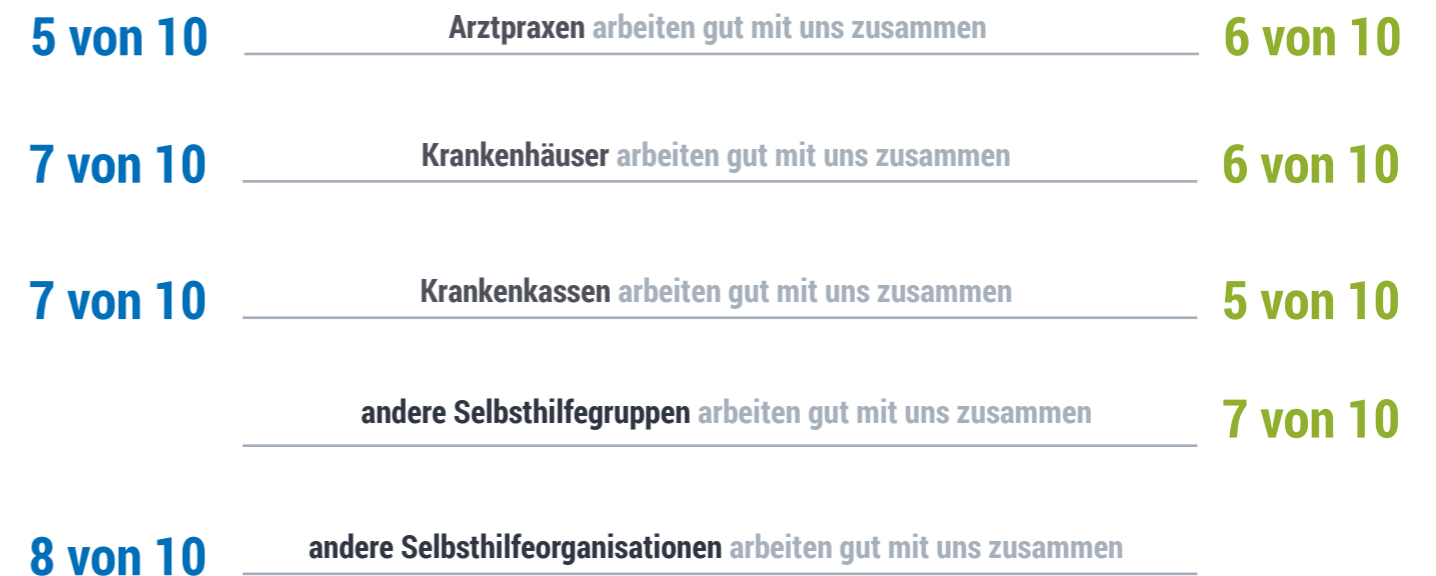 5 von 10 Arztpraxen arbeiten gut mit uns zusammen 6 von 10
7 von 10 Krankenhäuser arbeiten gut mit uns zusammen 6 von 10
7 von 10 Krankenkassen arbeiten gut mit uns zusammen 5 von 10
andere Selbsthilfegruppen arbeiten gut mit uns zusammen 7 von 10
8 von 10 andere Selbsthilfeorganisationen arbeiten gut mit uns zusammen